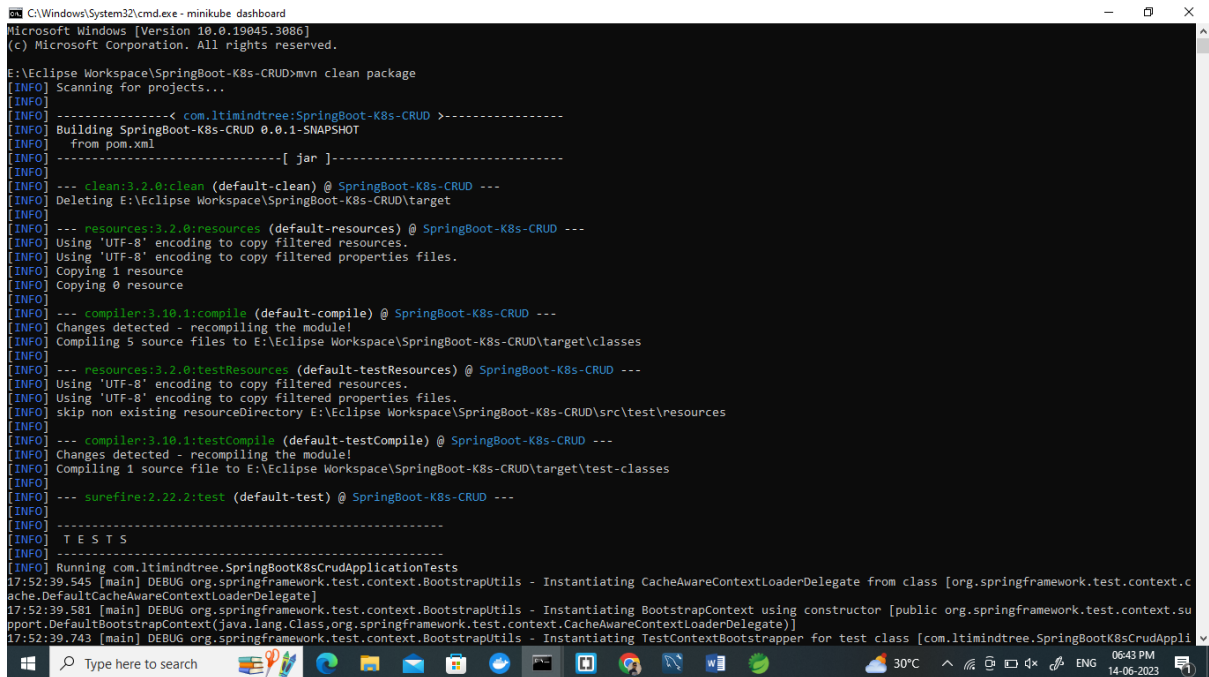 C:\Windows\System32\cmd.exe - minikube dashboard
Microsoft Windows [Version 10.0.19045.3086]
(c) Microsoft Corporation. All rights reserved.
E:\Eclipse Workspace\SpringBoot-K8s-CRUD>mvn clean package
[INFO] Scanning for projects...
[INFO]
[INFO] ----------------< com.ltimindtree:SpringBoot-K8s-CRUD >-----------------
[INFO] Building SpringBoot-K8s-CRUD 0.0.1-SNAPSHOT
[INFO]   from pom.xml
[INFO] --------------------------------[ jar ]---------------------------------
[INFO]
[INFO] --- clean:3.2.0:clean (default-clean) @ SpringBoot-K8s-CRUD ---
[INFO] Deleting E:\Eclipse Workspace\SpringBoot-K8s-CRUD\target
[INFO]
[INFO] --- resources:3.2.0:resources (default-resources) @ SpringBoot-K8s-CRUD ---
[INFO] Using 'UTF-8' encoding to copy filtered resources.
[INFO] Using 'UTF-8' encoding to copy filtered properties files.
[INFO] Copying 1 resource
[INFO] Copying 0 resource
[INFO]
[INFO] --- compiler:3.10.1:compile (default-compile) @ SpringBoot-K8s-CRUD ---
[INFO] Changes detected - recompiling the module!
[INFO] Compiling 5 source files to E:\Eclipse Workspace\SpringBoot-K8s-CRUD\target\classes
[INFO]
[INFO] --- resources:3.2.0:testResources (default-testResources) @ SpringBoot-K8s-CRUD ---
[INFO] Using 'UTF-8' encoding to copy filtered resources.
[INFO] Using 'UTF-8' encoding to copy filtered properties files.
[INFO] skip non existing resourceDirectory E:\Eclipse Workspace\SpringBoot-K8s-CRUD\src\test\resources
[INFO]
[INFO] --- compiler:3.10.1:testCompile (default-testCompile) @ SpringBoot-K8s-CRUD ---
[INFO] Changes detected - recompiling the module!
[INFO] Compiling 1 source file to E:\Eclipse Workspace\SpringBoot-K8s-CRUD\target\test-classes
[INFO]
[INFO] --- surefire:2.22.2:test (default-test) @ SpringBoot-K8s-CRUD ---
[INFO]
[INFO] -------------------------------------------------------
[INFO]  T E S T S
[INFO] -------------------------------------------------------
[INFO] Running com.ltimindtree.SpringBootK8sCrudApplicationTests
17:52:39.545 [main] DEBUG org.springframework.test.context.BootstrapUtils - Instantiating CacheAwareContextLoaderDelegate from class [org.springframework.test.context.c
ache.DefaultCacheAwareContextLoaderDelegate]
17:52:39.581 [main] DEBUG org.springframework.test.context.BootstrapUtils - Instantiating BootstrapContext using constructor [public org.springframework.test.context.su
pport.DefaultBootstrapContext(java.lang.Class,org.springframework.test.context.CacheAwareContextLoaderDelegate)]
17:52:39.743 [main] DEBUG org.springframework.test.context.BootstrapUtils - Instantiating TestContextBootstrapper for test class [com.ltimindtree.SpringBootK8sCrudAppli
Type here to search
30°C
ENG
06:43 PM
14-06-2023
1